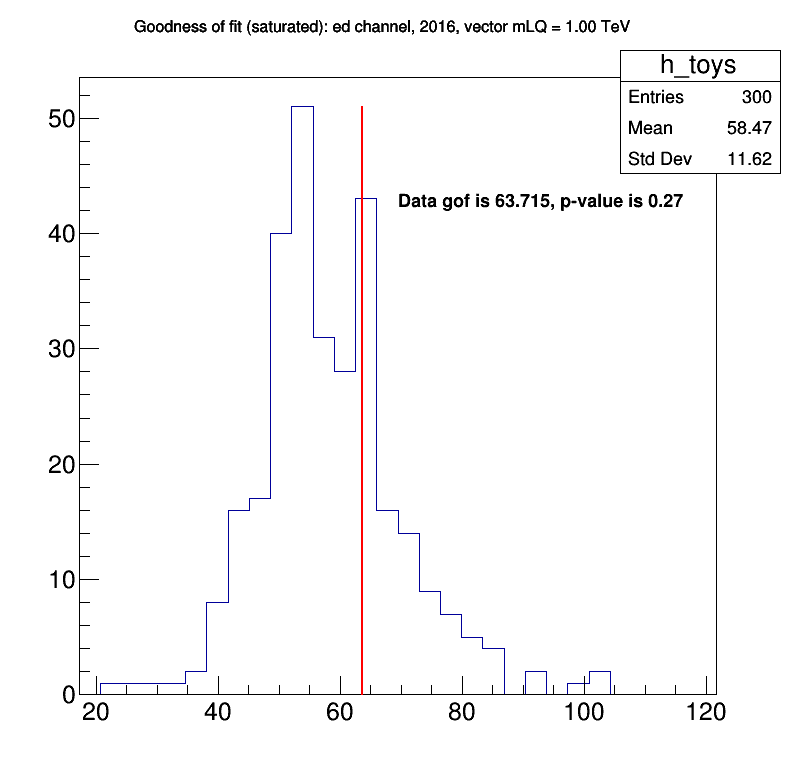 Goodness of fit (saturated): ed channel, 2016, vector mLQ = 1.00 TeV
h_toys
Entries 300
Mean 58.47
Std Dev 11.62
Data gof is 63.715, p-value is 0.27
50
40
30
20
10
0
20 40 60 80 100 120